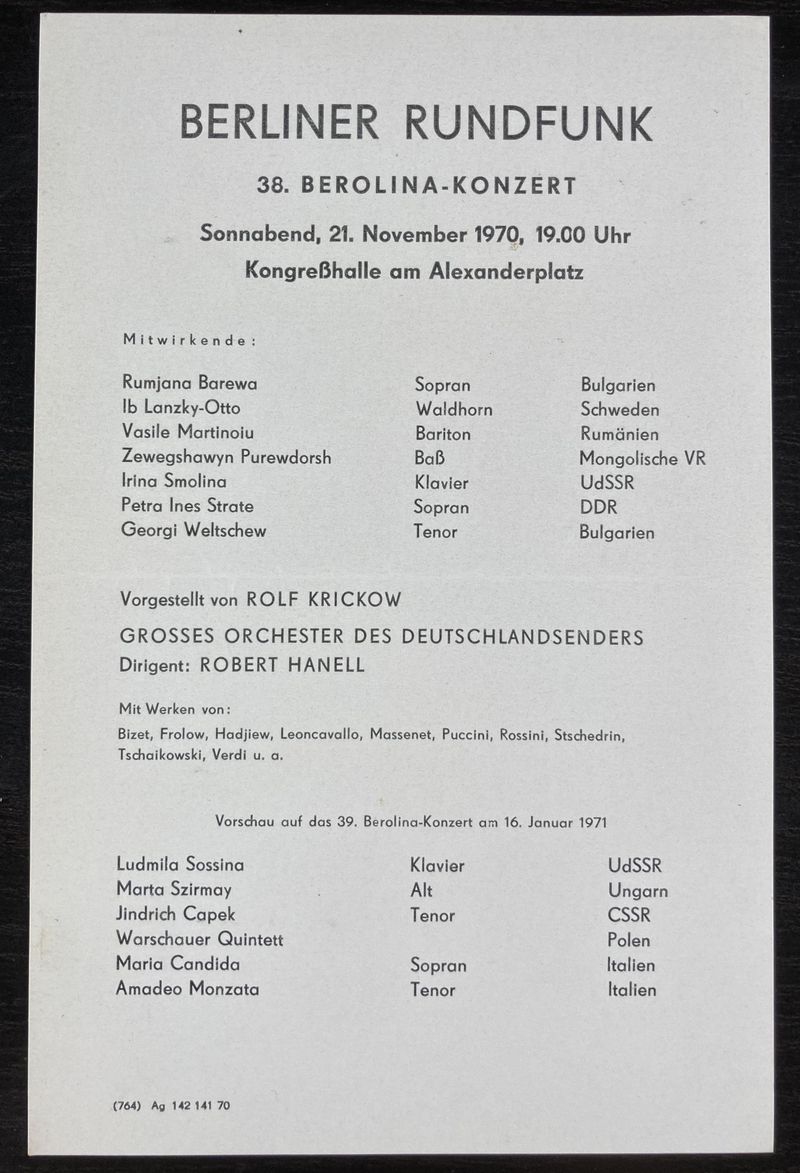 BERLINER RUNDFUNK
38. BEROLINA-KONZERT
Sonnabend, 21. November 1970, 19.00 Uhr
Kongreßhalle am Alexanderplatz
Mitwirkende:
Rumjana Barewa Sopran Bulgarien
Ib Lanzky-Otto Waldhorn Schweden
Vasile Martinoiu Bariton Rumänien
Zewegshawyn Purewdorsh Baß Mongolische VR
Irina Smolina Klavier UdSSR
Petra Ines Strate Sopran DDR
Georgi Weltschew Tenor Bulgarien
Vorgestellt von ROLF KRICKOW
GROSSES ORCHESTER DES DEUTSCHLANDSENDERS
Dirigent: ROBERT HANELL
Mit Werken von:
Bizet, Frolow, Hadjiew, Leoncavallo, Massenet, Puccini, Rossini, Stschedrin,
Tschaikowski, Verdi u. a.
Vorschau auf das 39. Berolina-Konzert am 16. Januar 1971
Ludmila Sossina Klavier UdSSR
Marta Szirmay Alt Ungarn
Jindrich Capek Tenor CSSR
Warschauer Quintett Polen
Maria Candida Sopran Italien
Amadeo Monzata Tenor Italien
(764) Ag 142 141 70